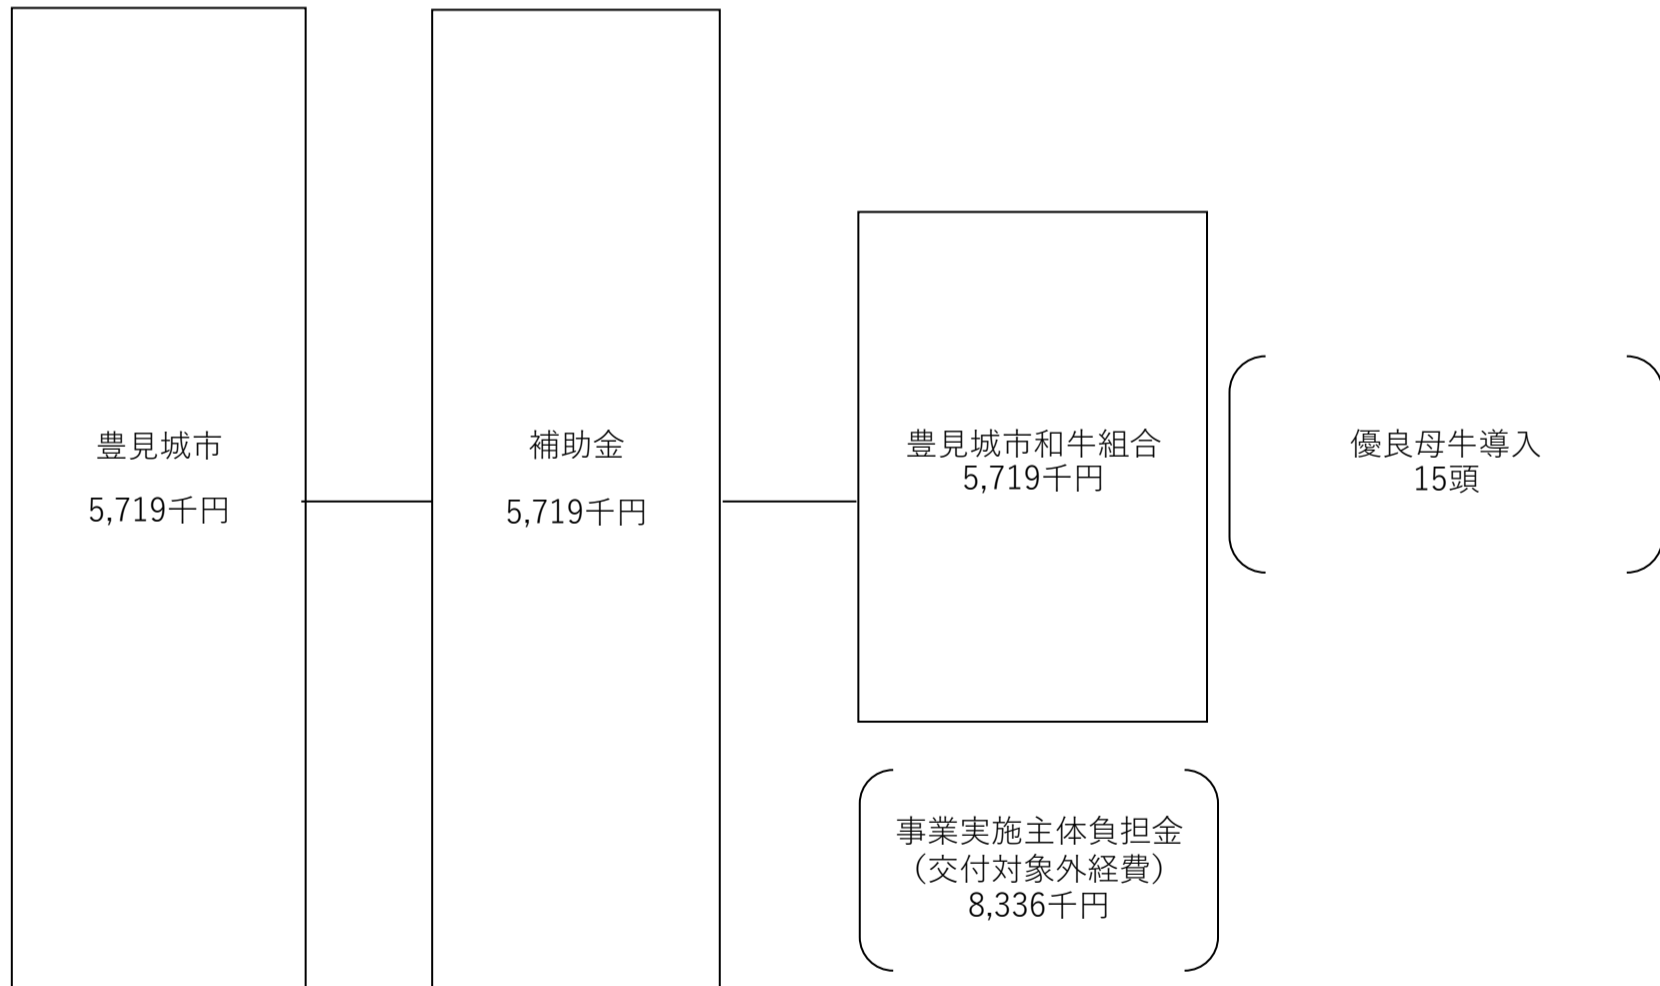 豊見城市
5,719千円
補助金
5,719千円
豊見城市和牛組合
5,719千円
優良母牛導入
15頭
事業実施主体負担金
（交付対象外経費）
8,336千円